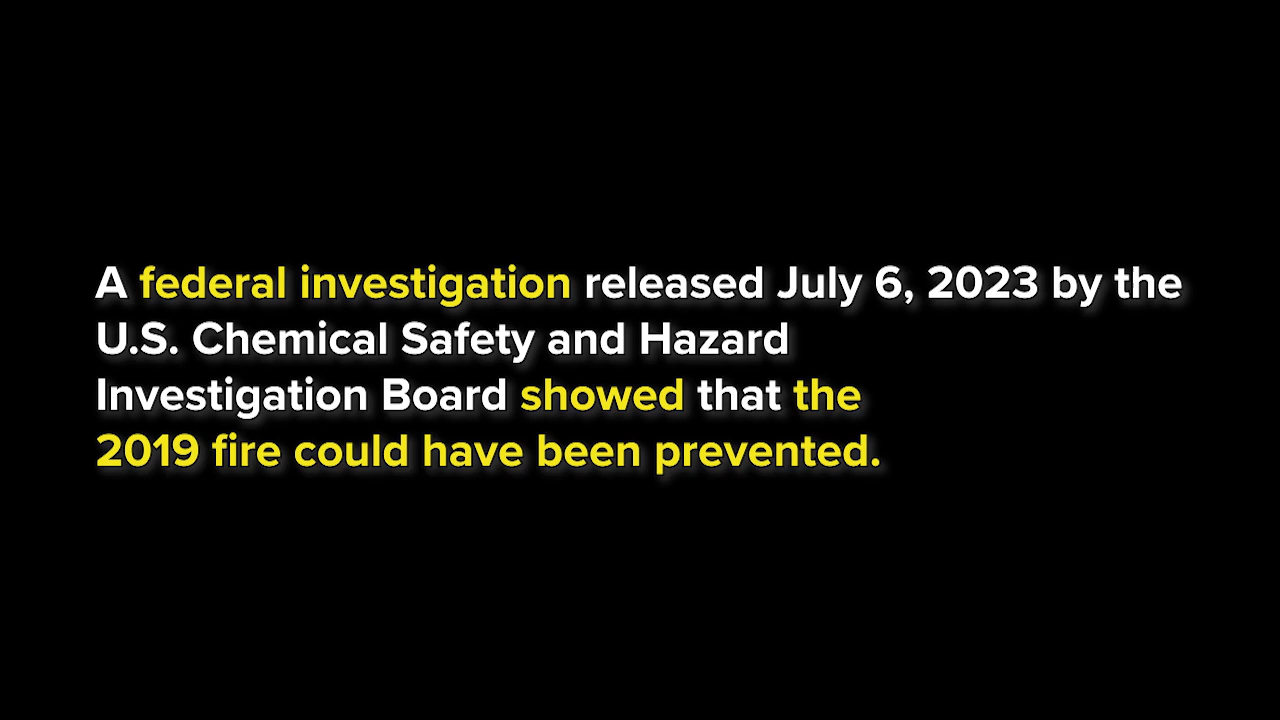 A federal investigation released July 6, 2023 by the
U.S. Chemical Safety and Hazard
Investigation Board showed that the
2019 fire could have been prevented.